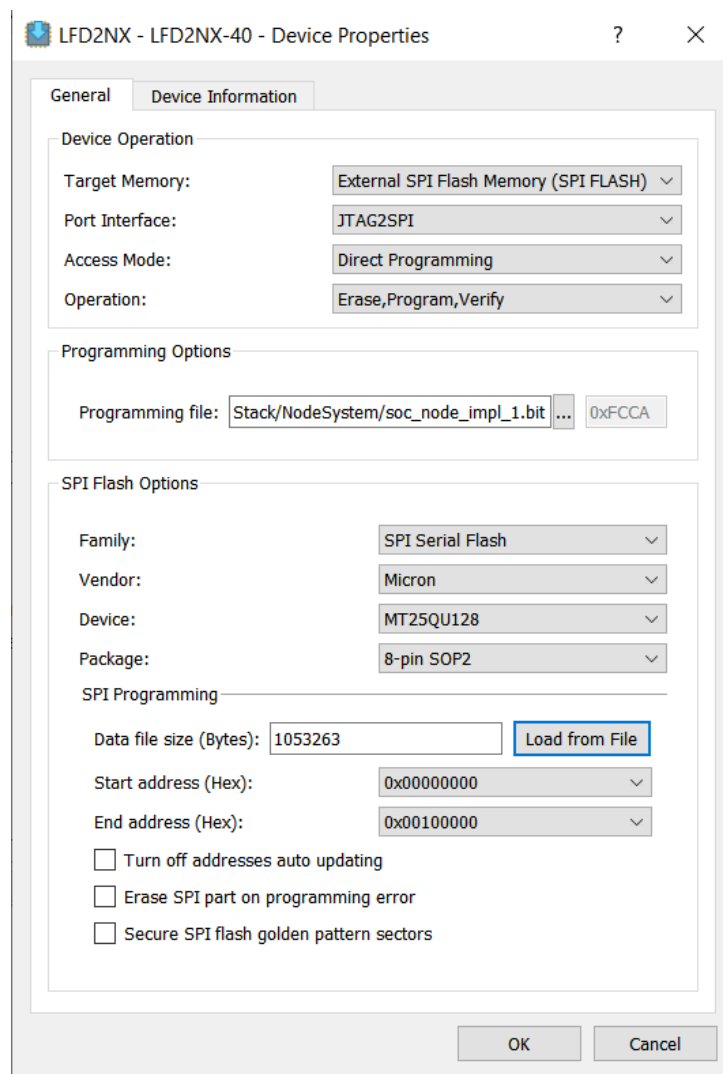 LFD2NX - LFD2NX-40 - Device Properties ? ×
General Device Information
Device Operation
Target Memory: External SPI Flash Memory (SPI FLASH)
Port Interface: JTAG2SPI
Access Mode: Direct Programming
Operation: Erase,Program,Verify
Programming Options
Programming file: Stack/NodeSystem/soc_node_impl_1.bit ... 0xFCCA
SPI Flash Options
Family: SPI Serial Flash
Vendor: Micron
Device: MT25QU128
Package: 8-pin SOP2
SPI Programming
Data file size (Bytes): 1053263 Load from File
Start address (Hex): 0x00000000
End address (Hex): 0x00100000
Turn off addresses auto updating
Erase SPI part on programming error
Secure SPI flash golden pattern sectors
OK Cancel